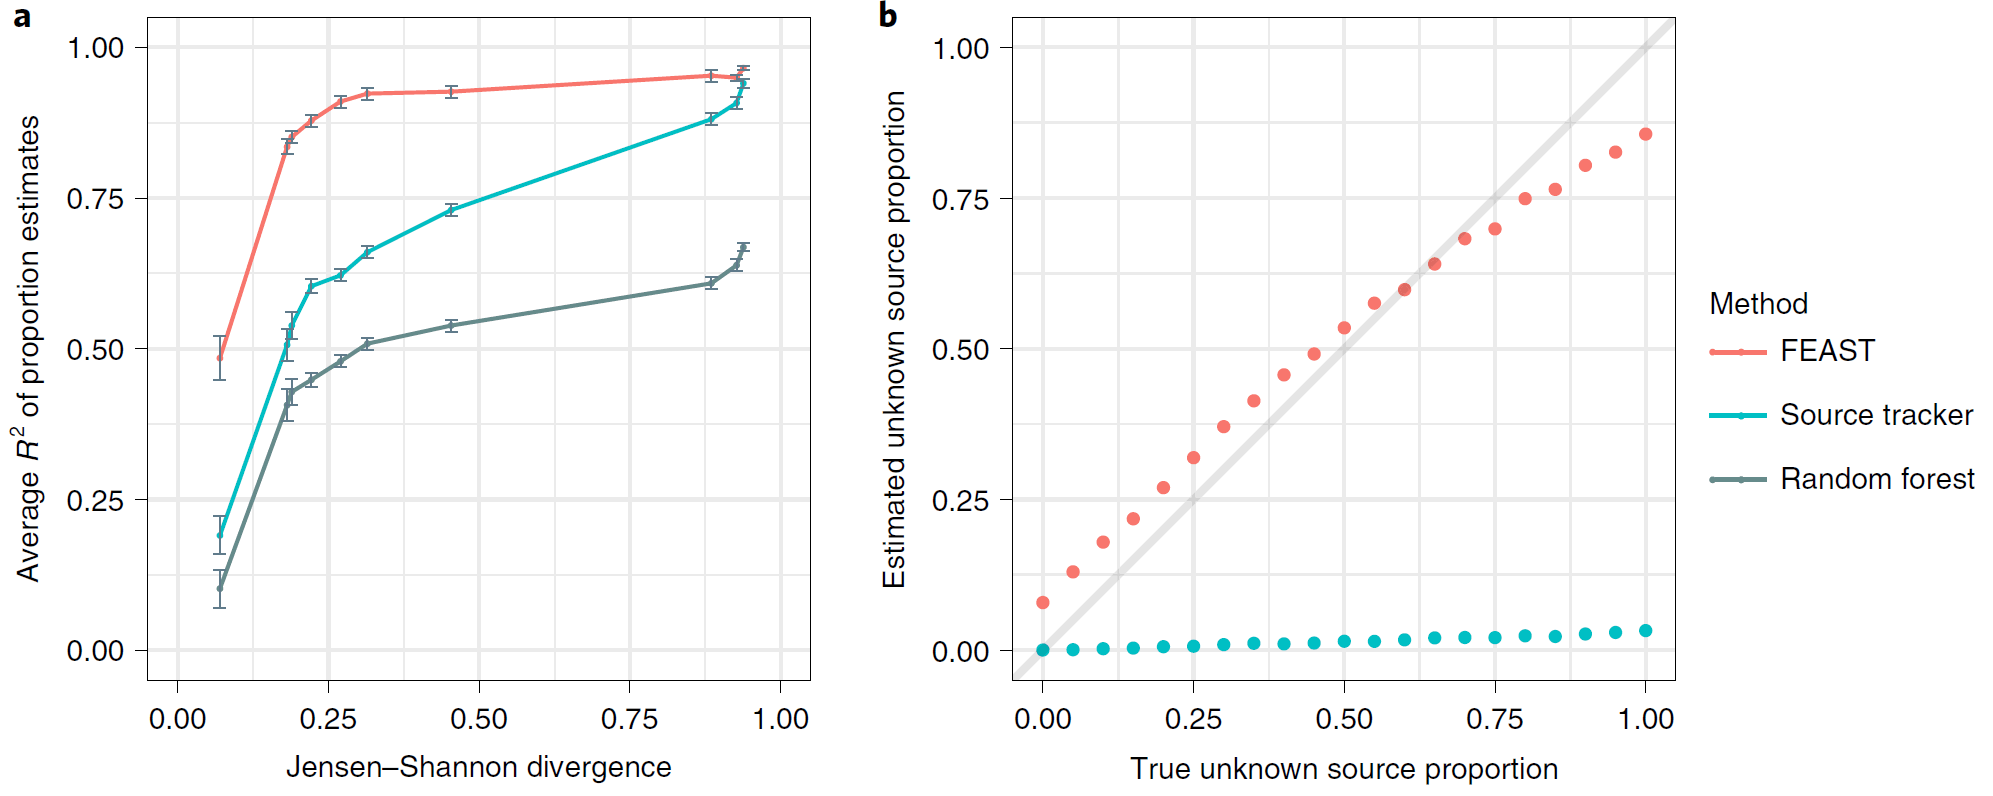 a
1.00
0.75
0.50
0.25
0.00
Average R² of proportion estimates
0.00 0.25 0.50 0.75 1.00
Jensen–Shannon divergence
b
1.00
0.75
0.50
0.25
0.00
Estimated unknown source proportion
0.00 0.25 0.50 0.75 1.00
True unknown source proportion
Method
FEAST
Source tracker
Random forest